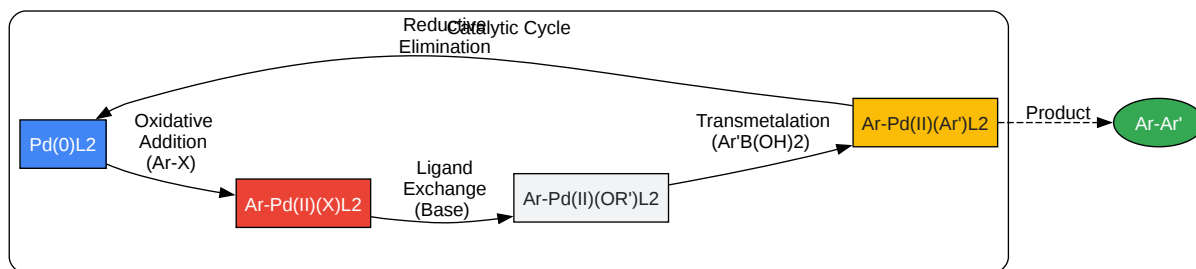 Catalytic Cycle
Reductive
Elimination
Pd(0)L2
Oxidative
Addition
(Ar-X)
Ar-Pd(II)(X)L2
Ligand
Exchange
(Base)
Ar-Pd(II)(OR')L2
Transmetalation
(Ar'B(OH)2)
Ar-Pd(II)(Ar')L2
Product
Ar-Ar'